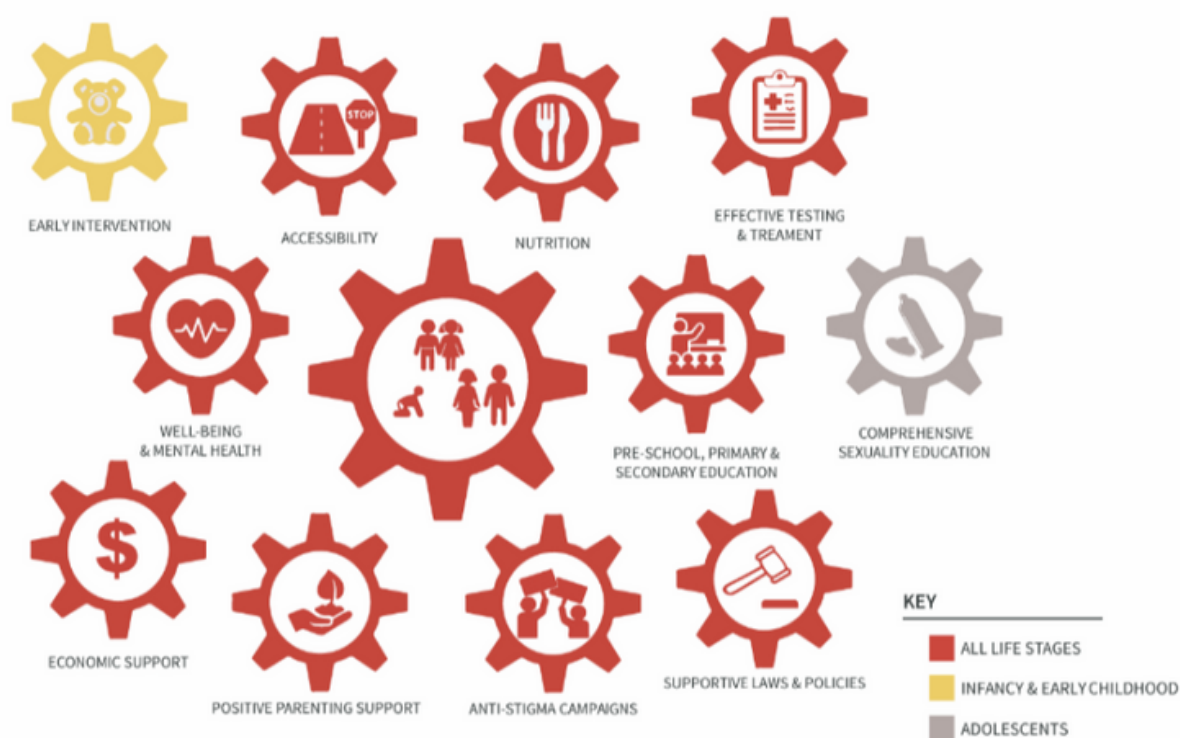 STOP
EARLY INTERVENTION
ACCESSIBILITY
NUTRITION
EFFECTIVE TESTING
& TREAMENT
WELL-BEING
& MENTAL HEALTH
PRE-SCHOOL, PRIMARY &
SECONDARY EDUCATION
COMPREHENSIVE
SEXUALITY EDUCATION
$
ECONOMIC SUPPORT
POSITIVE PARENTING SUPPORT
ANTI-STIGMA CAMPAIGNS
SUPPORTIVE LAWS & POLICIES
KEY
ALL LIFE STAGES
INFANCY & EARLY CHILDHOOD
ADOLESCENTS